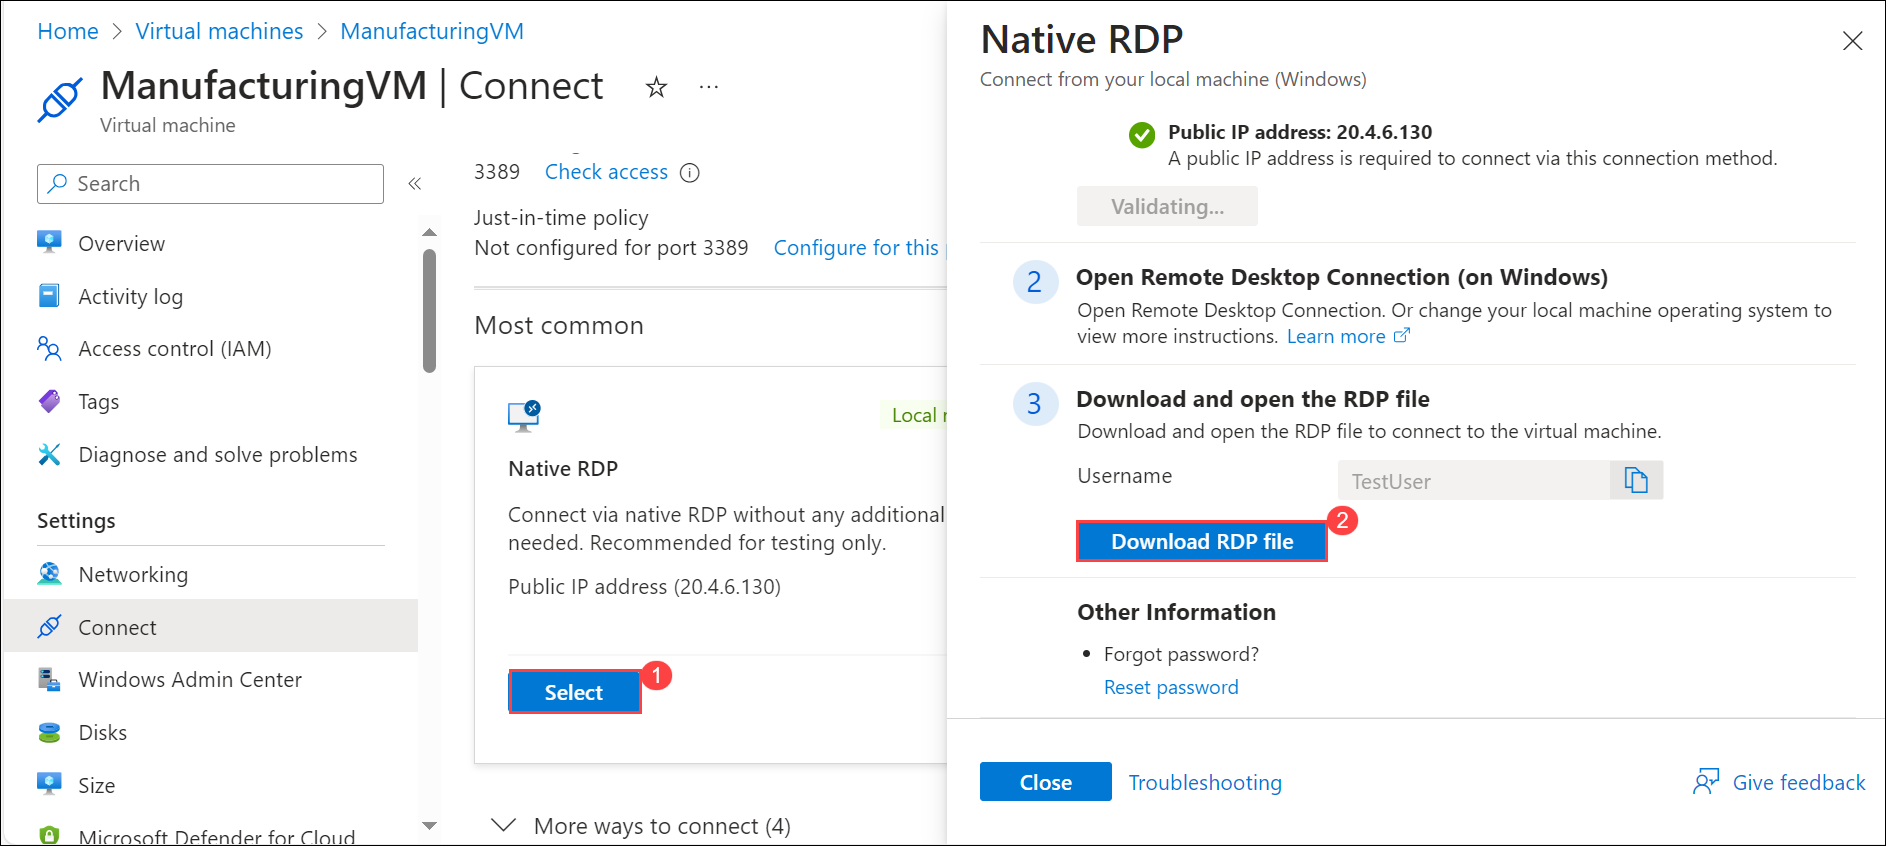 Home > Virtual machines > ManufacturingVM
ManufacturingVM | Connect
Virtual machine
Search
Overview
Activity log
Access control (IAM)
Tags
Diagnose and solve problems
Settings
Networking
Connect
Windows Admin Center
Disks
Size
Microsoft Defender for Cloud
3389 Check access
Just-in-time policy
Not configured for port 3389 Configure for this
Most common
Local
Native RDP
Connect via native RDP without any additional
needed. Recommended for testing only.
Public IP address (20.4.6.130)
Select
1
More ways to connect (4)
Native RDP
Connect from your local machine (Windows)
Public IP address: 20.4.6.130
A public IP address is required to connect via this connection method.
Validating...
2 Open Remote Desktop Connection (on Windows)
Open Remote Desktop Connection. Or change your local machine operating system to
view more instructions. Learn more
3 Download and open the RDP file
Download and open the RDP file to connect to the virtual machine.
Username TestUser
Download RDP file
2
Other Information
• Forgot password?
Reset password
Close Troubleshooting Give feedback